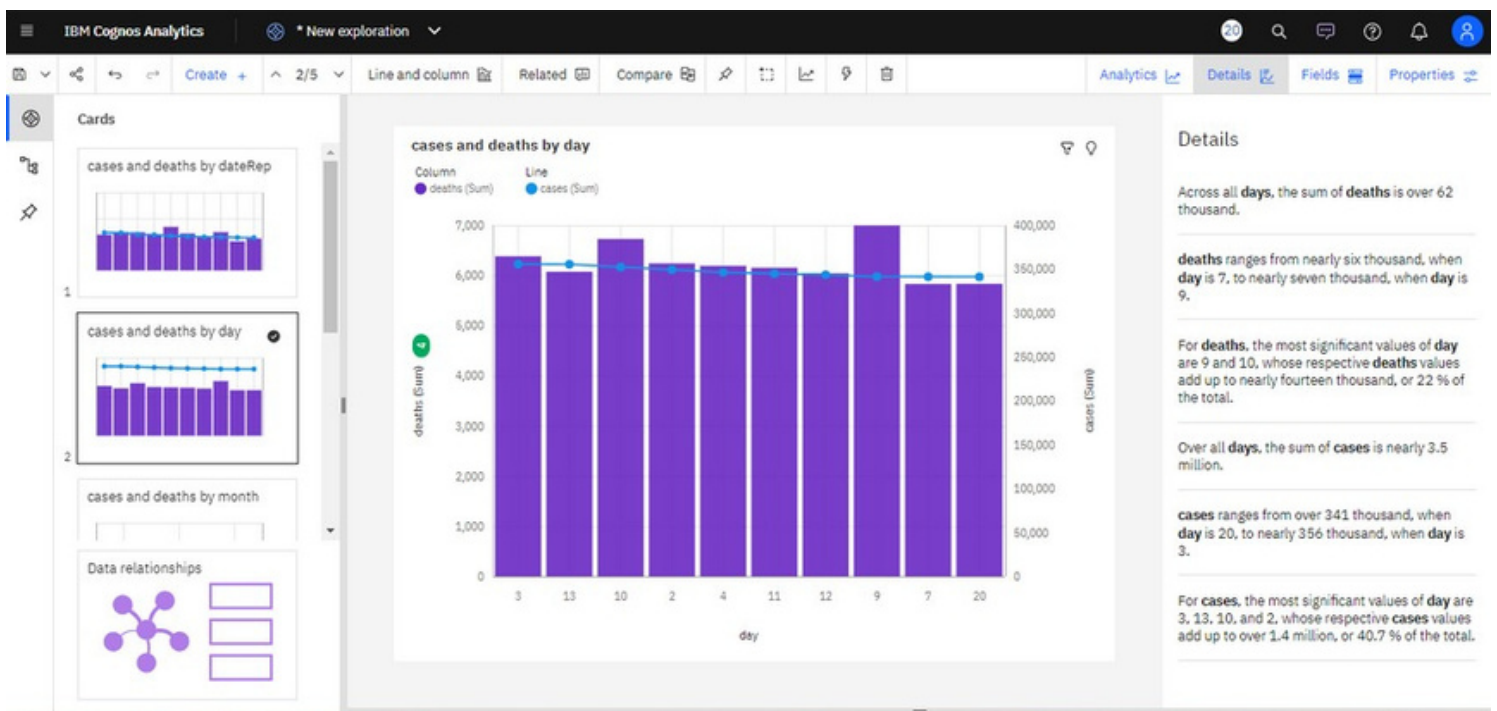 IBM Cognos Analytics
* New exploration
20
Create +
2/5
Line and column
Related
Compare
Analytics
Details
Fields
Properties
Cards
cases and deaths by dateRep
1
cases and deaths by day
2
cases and deaths by month
Data relationships
cases and deaths by day
Column
Line
deaths (Sum)
cases (Sum)
7,000
6,000
5,000
4,000
3,000
2,000
1,000
0
deaths (Sum)
400,000
350,000
300,000
250,000
200,000
150,000
100,000
50,000
0
cases (Sum)
3
13
10
2
4
11
12
9
7
20
day
Details
Across all days, the sum of deaths is over 62
thousand.
deaths ranges from nearly six thousand, when
day is 7, to nearly seven thousand, when day is
9.
For deaths, the most significant values of day
are 9 and 10, whose respective deaths values
add up to nearly fourteen thousand, or 22 % of
the total.
Over all days, the sum of cases is nearly 3.5
million.
cases ranges from over 341 thousand, when
day is 20, to nearly 356 thousand, when day is
3.
For cases, the most significant values of day are
3, 13, 10, and 2, whose respective cases values
add up to over 1.4 million, or 40.7 % of the total.